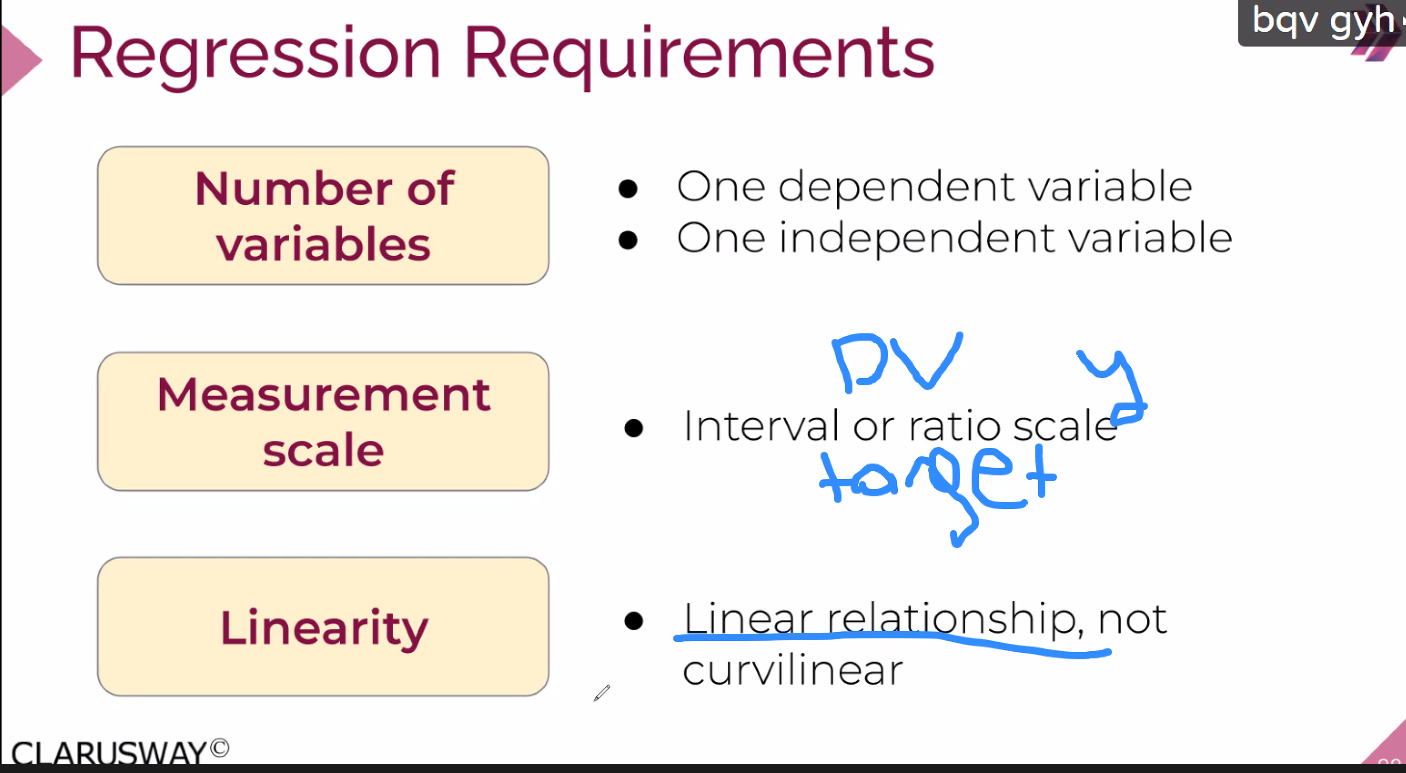 bqv gyh
Regression Requirements
Number of
variables
● One dependent variable
● One independent variable
DV y
Measurement
scale
● Interval or ratio scale
target
Linearity
● Linear relationship, not
curvilinear
CLARUSWAY©